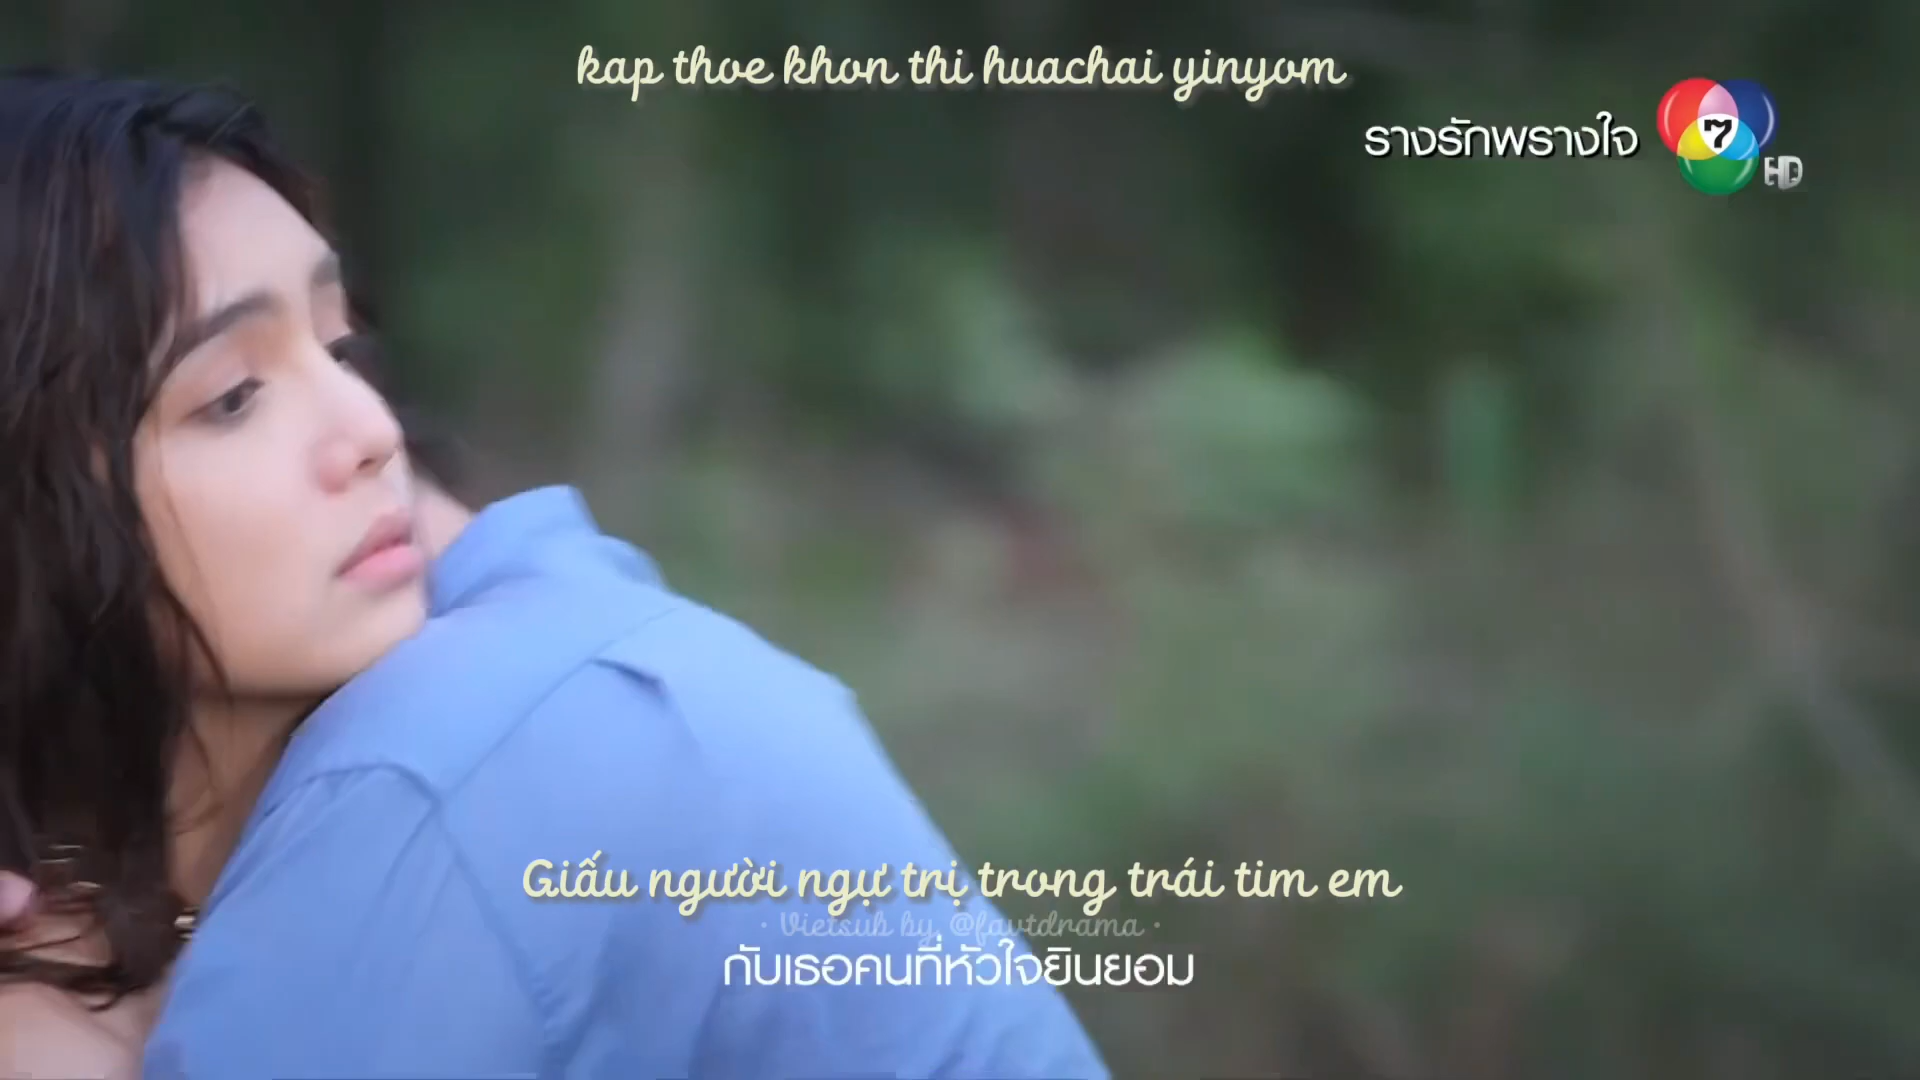 kap thoe khon thi huachai yinyom
รางรักพรางใจ
7
HD
Giấu người ngự trị trong trái tim em
· Vietsub by @favtdrama ·
กับเธอคนที่หัวใจยินยอม